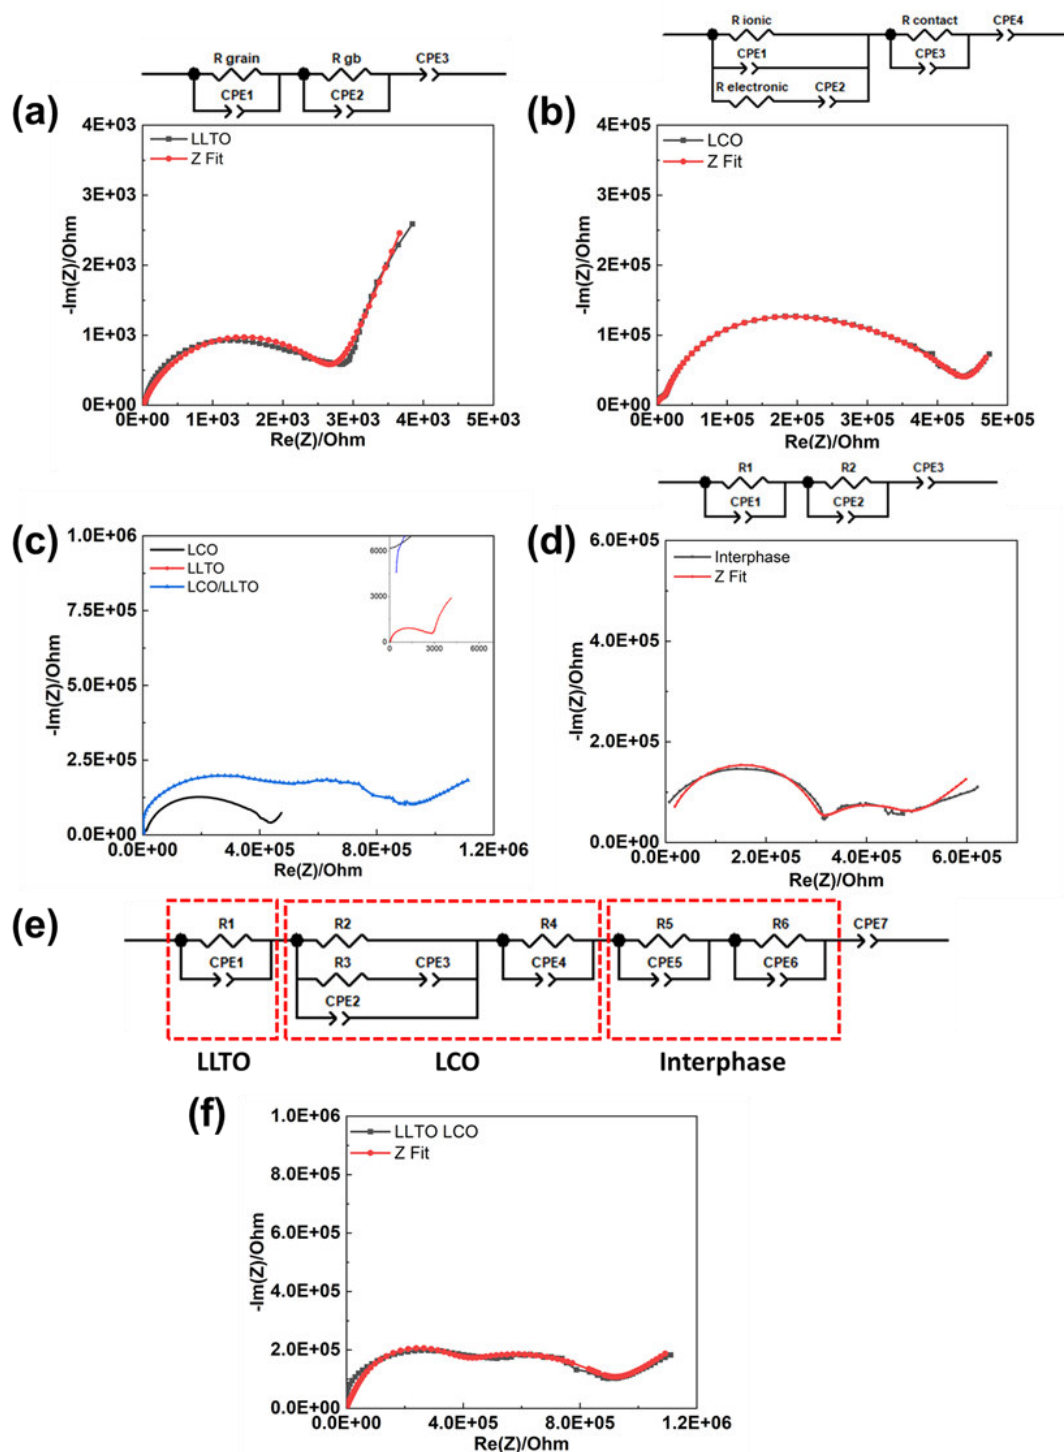 (a)
R grain
R gb
CPE3
CPE1
CPE2
4E+03
3E+03
2E+03
1E+03
0E+00
-Im(Z)/Ohm
LLTO
Z Fit
0E+00
1E+03
2E+03
3E+03
4E+03
5E+03
Re(Z)/Ohm
(b)
R ionic
R contact
CPE4
CPE1
CPE3
R electronic
CPE2
4E+05
3E+05
2E+05
1E+05
0E+00
-Im(Z)/Ohm
LCO
Z Fit
0E+00
1E+05
2E+05
3E+05
4E+05
5E+05
Re(Z)/Ohm
(c)
1.0E+06
7.5E+05
5.0E+05
2.5E+05
0.0E+00
-Im(Z)/Ohm
LCO
LLTO
LCO/LLTO
6000
3000
0
0
3000
6000
0.0E+00
4.0E+05
8.0E+05
1.2E+06
Re(Z)/Ohm
(d)
R1
R2
CPE3
CPE1
CPE2
6.0E+05
4.0E+05
2.0E+05
0.0E+00
-Im(Z)/Ohm
Interphase
Z Fit
0.0E+00
2.0E+05
4.0E+05
6.0E+05
Re(Z)/Ohm
(e)
R1
R2
R4
R5
R6
CPE7
CPE1
R3
CPE3
CPE4
CPE5
CPE6
CPE2
LLTO
LCO
Interphase
(f)
1.0E+06
8.0E+05
6.0E+05
4.0E+05
2.0E+05
0.0E+00
-Im(Z)/Ohm
LLTO LCO
Z Fit
0.0E+00
4.0E+05
8.0E+05
1.2E+06
Re(Z)/Ohm